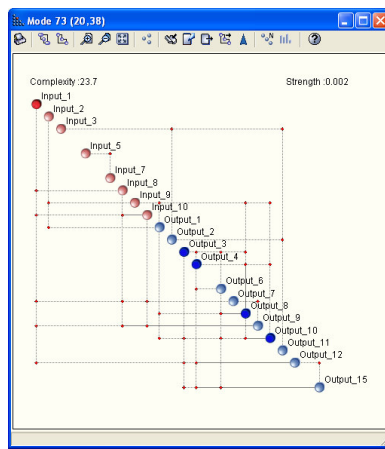 Mode 73 (20,38)
Complexity :23.7
Strength :0.002
Input_1
Input_2
Input_3
Input_5
Input_7
Input_8
Input_9
Input_10
Output_1
Output_2
Output_3
Output_4
Output_6
Output_7
Output_8
Output_9
Output_10
Output_11
Output_12
Output_15